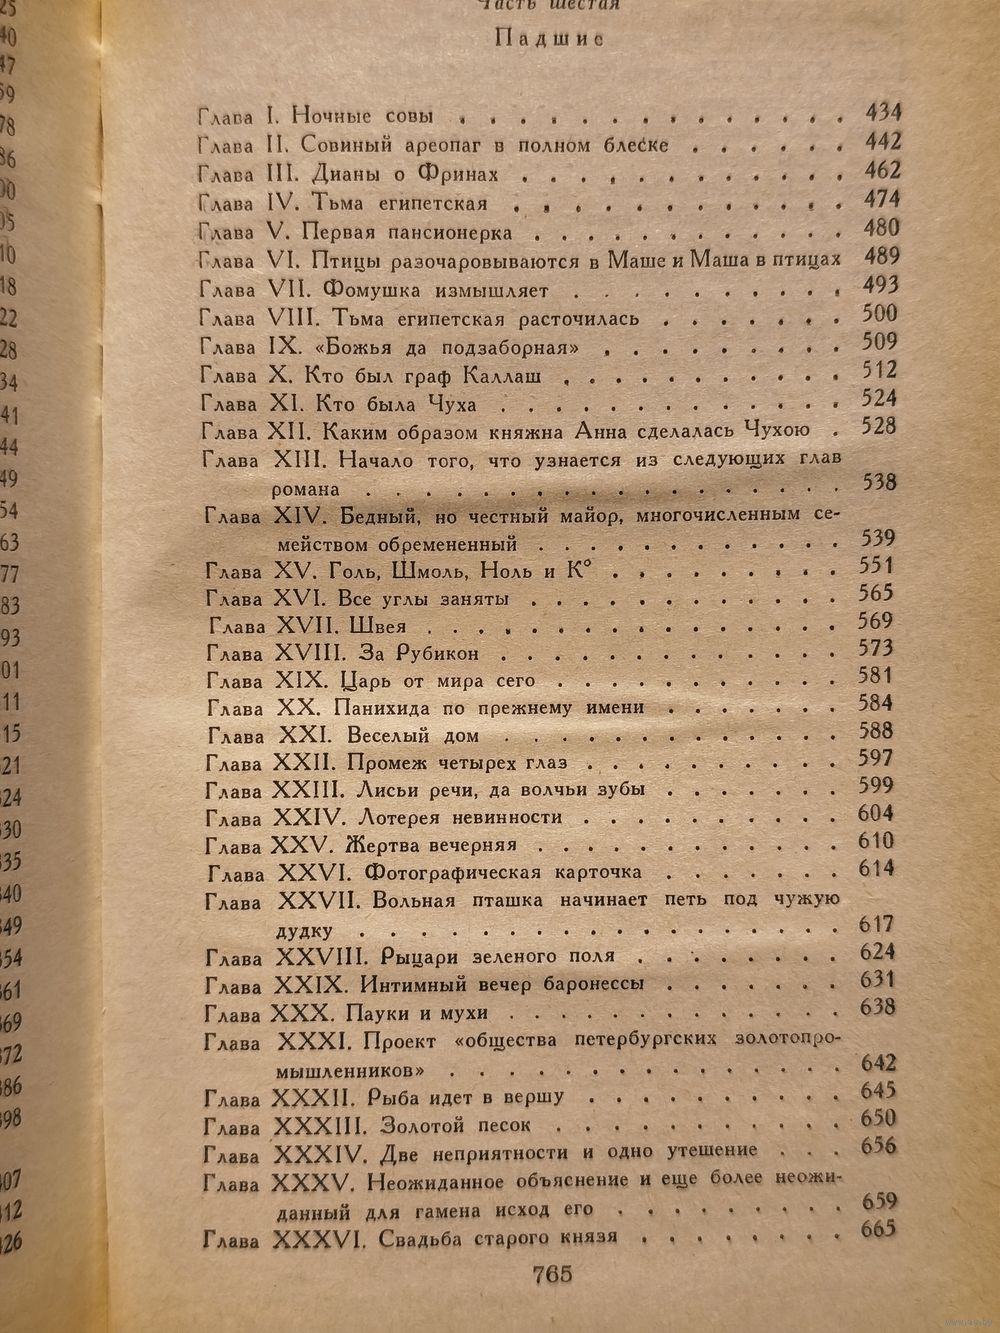 Часть шестая
Падшие
Глава I. Ночные совы . . . . . . . . . . . . . . 434
Глава II. Совиный ареопаг в полном блеске . . . . . . 442
Глава III. Дианы о Фринах . . . . . . . . . . . 462
Глава IV. Тьма египетская . . . . . . . . . . . 474
Глава V. Первая пансионерка . . . . . . . . . . . 480
Глава VI. Птицы разочаровываются в Маше и Маша в птицах 489
Глава VII. Фомушка измышляет . . . . . . . . . . 493
Глава VIII. Тьма египетская расточилась . . . . . . . 500
Глава IX. «Божья да подзаборная» . . . . . . . . . 509
Глава X. Кто был граф Каллаш . . . . . . . . . . . 512
Глава XI. Кто была Чуха . . . . . . . . . . . . . 524
Глава XII. Каким образом княжна Анна сделалась Чухою . 528
Глава XIII. Начало того, что узнается из следующих глав
романа . . . . . . . . . . . . . . . . . 538
Глава XIV. Бедный, но честный майор, многочисленным се-
мейством обремененный . . . . . . . . . . . . 539
Глава XV. Голь, Шмоль, Ноль и К° . . . . . . . . . 551
Глава XVI. Все углы заняты . . . . . . . . . . . . 565
Глава XVII. Швея . . . . . . . . . . . . . . . . 569
Глава XVIII. За Рубикон . . . . . . . . . . . . . 573
Глава XIX. Царь от мира сего . . . . . . . . . . . 581
Глава XX. Панихида по прежнему имени . . . . . . . 584
Глава XXI. Веселый дом . . . . . . . . . . . . . 588
Глава XXII. Промеж четырех глаз . . . . . . . . . . 597
Глава XXIII. Лисьи речи, да волчьи зубы . . . . . . . 599
Глава XXIV. Лотерея невинности . . . . . . . . . . 604
Глава XXV. Жертва вечерняя . . . . . . . . . . . . 610
Глава XXVI. Фотографическая карточка . . . . . . . 614
Глава XXVII. Вольная пташка начинает петь под чужую
дудку . . . . . . . . . . . . . . . . . 617
Глава XXVIII. Рыцари зеленого поля . . . . . . . . 624
Глава XXIX. Интимный вечер баронессы . . . . . . . 631
Глава XXX. Пауки и мухи . . . . . . . . . . . . . 638
Глава XXXI. Проект «общества петербургских золотопро-
мышленников» . . . . . . . . . . . . . . 642
Глава XXXII. Рыба идет в вершу . . . . . . . . . . 645
Глава XXXIII. Золотой песок . . . . . . . . . . . 650
Глава XXXIV. Две неприятности и одно утешение . . . 656
Глава XXXV. Неожиданное объяснение и еще более неожи-
данный для гамена исход его . . . . . . . . . 659
Глава XXXVI. Свадьба старого князя . . . . . . . . 665
765